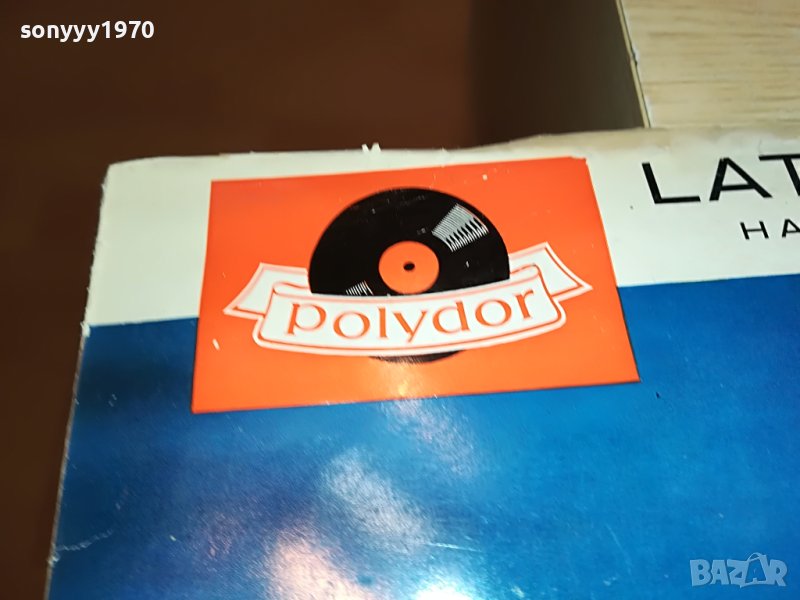 sonyyy1970
LAT
HA
polydor
BAZAR